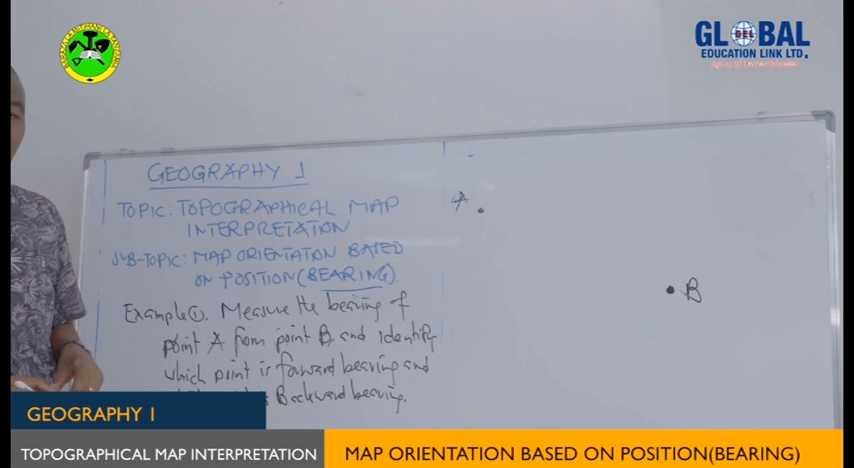 GLOBAL
EDUCATION LINK LTD.
GEOGRAPHY 1
TOPIC: TOPOGRAPHICAL MAP
INTERPRETATION
SUB-TOPIC: MAP ORIENTATION BASED
ON POSITION (BEARING).
Example 1. Measure the bearing of
point A from point B and identify
which point is forward bearing and
Backward bearing.
A
B
GEOGRAPHY 1
TOPOGRAPHICAL MAP INTERPRETATION
MAP ORIENTATION BASED ON POSITION(BEARING)